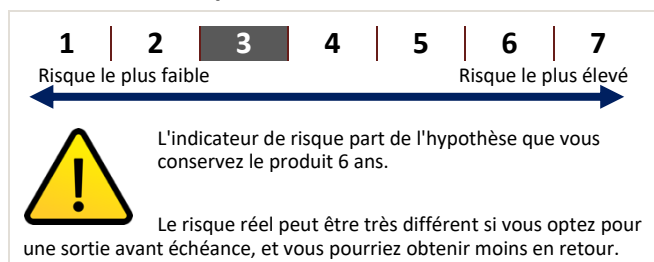 1 2 3 4 5 6 7
Risque le plus faible Risque le plus élevé
L'indicateur de risque part de l'hypothèse que vous
conservez le produit 6 ans.
Le risque réel peut être très différent si vous optez pour
une sortie avant échéance, et vous pourriez obtenir moins en retour.